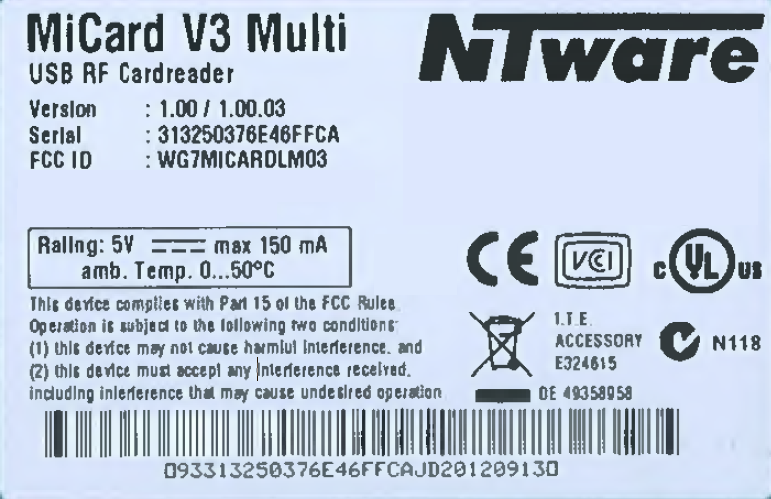 MiCard V3 Multi
NTware
USB RF Cardreader
Version : 1.00 / 1.00.03
Serial : 313250376E46FFCA
FCC ID : WG7MICARDLM03
Rating: 5V max 150 mA
amb. Temp. 0...50ºC
CE
VCI
C UL US
This device complies with Part 15 of the FCC Rules.
Operation is subject to the following two conditions:
(1) this device may not cause harmful interference, and
(2) this device must accept any interference received,
including interference that may cause undesired operation
I.T.E.
ACCESSORY
E324615
N118
DE 49358958
093313250376E46FFCAJD20120913D